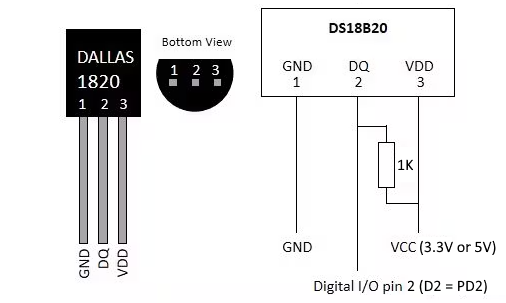 DALLAS
1820
1 2 3
GND
DQ
VDD
Bottom View
1 2 3
DS18B20
GND DQ VDD
1 2 3
1K
GND
VCC (3.3V or 5V)
Digital I/O pin 2 (D2 = PD2)